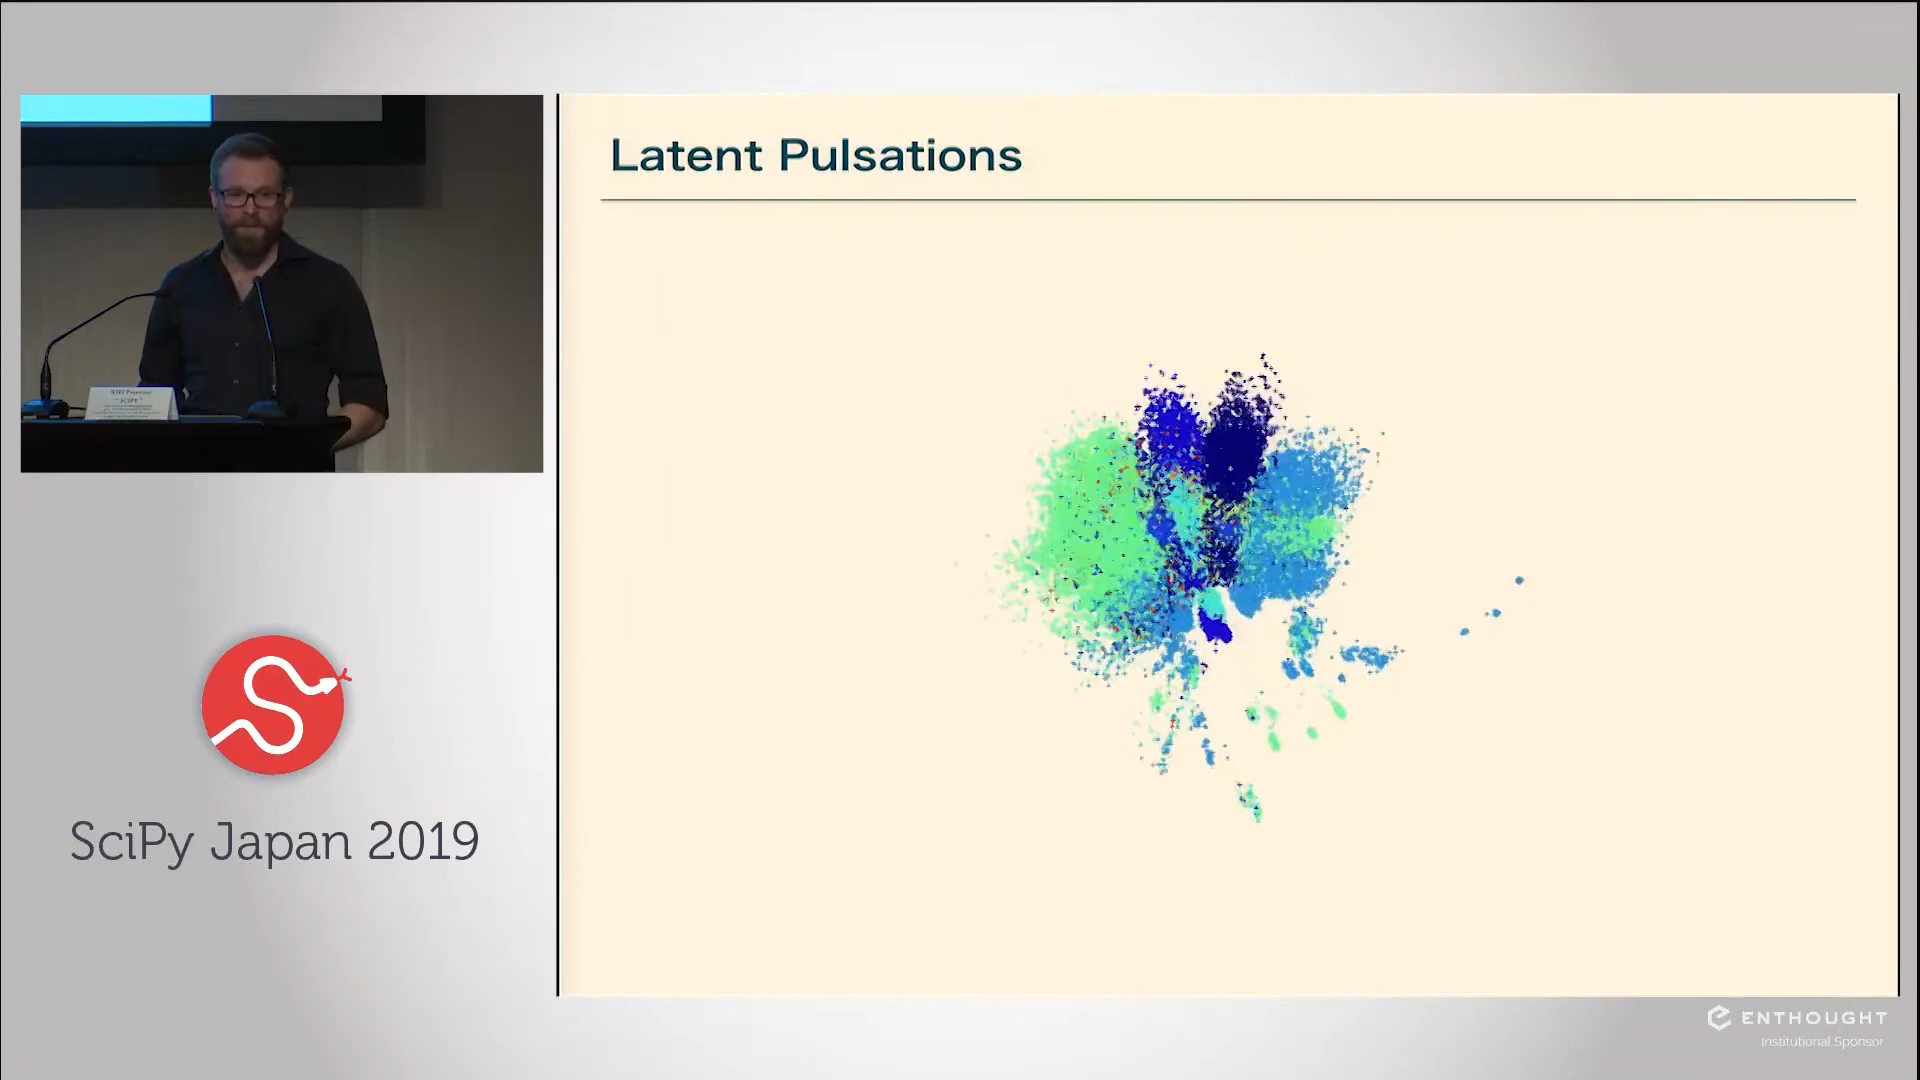 Latent Pulsations
SciPy Japan 2019
ENTHOUGHT
Institutional Sponsor